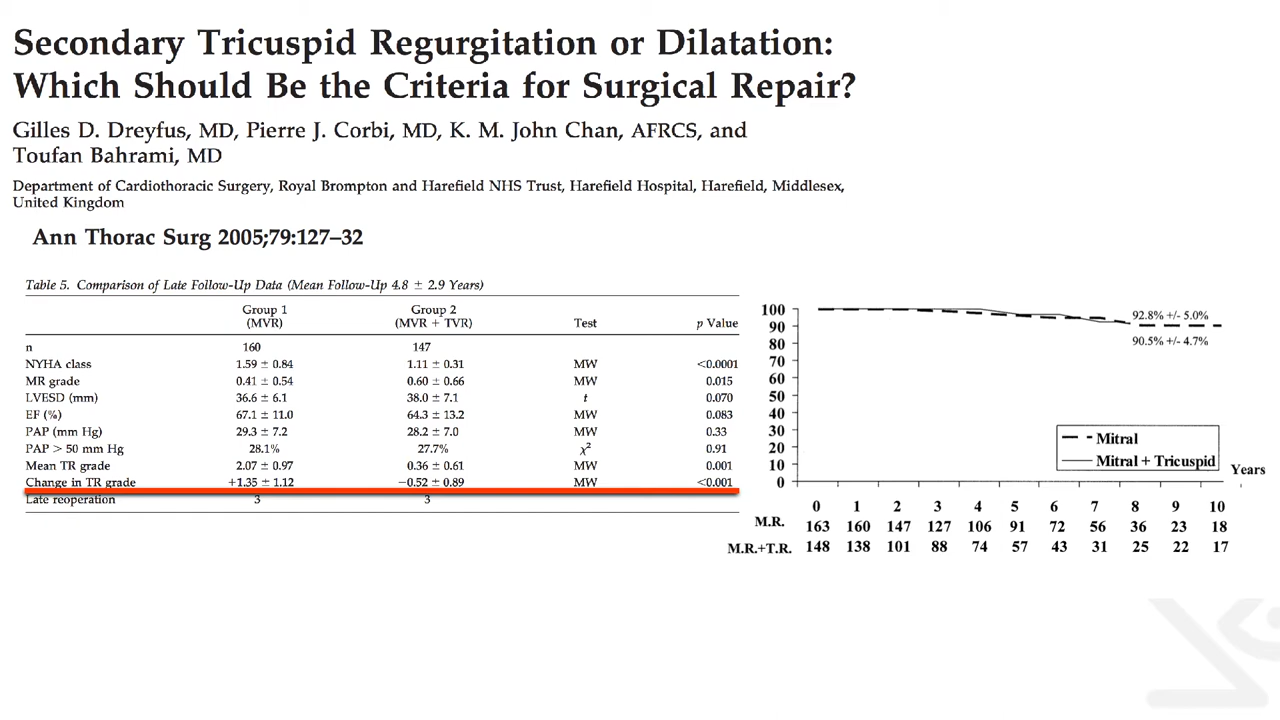 Secondary Tricuspid Regurgitation or Dilatation:
Which Should Be the Criteria for Surgical Repair?
Gilles D. Dreyfus, MD, Pierre J. Corbi, MD, K. M. John Chan, AFRCS, and
Toufan Bahrami, MD
Department of Cardiothoracic Surgery, Royal Brompton and Harefield NHS Trust, Harefield Hospital, Harefield, Middlesex,
United Kingdom
Ann Thorac Surg 2005;79:127–32
Table 5. Comparison of Late Follow-Up Data (Mean Follow-Up 4.8 ± 2.9 Years)
Group 1 Group 2
(MVR) (MVR + TVR) Test p Value
n 160 147
NYHA class 1.59 ± 0.84 1.11 ± 0.31 MW <0.0001
MR grade 0.41 ± 0.54 0.60 ± 0.66 MW 0.015
LVESD (mm) 36.6 ± 6.1 38.0 ± 7.1 t 0.070
EF (%) 67.1 ± 11.0 64.3 ± 13.2 MW 0.083
PAP (mm Hg) 29.3 ± 7.2 28.2 ± 7.0 MW 0.33
PAP > 50 mm Hg 28.1% 27.7% χ² 0.91
Mean TR grade 2.07 ± 0.97 0.36 ± 0.61 MW 0.001
Change in TR grade +1.35 ± 1.12 −0.52 ± 0.89 MW <0.001
Late reoperation 3 3
100
90
80
70
60
50
40
30
20
10
0
92.8% +/- 5.0%
90.5% +/- 4.7%
Mitral
Mitral + Tricuspid
Years
0 1 2 3 4 5 6 7 8 9 10
M.R. 163 160 147 127 106 91 72 56 36 23 18
M.R.+T.R. 148 138 101 88 74 57 43 31 25 22 17